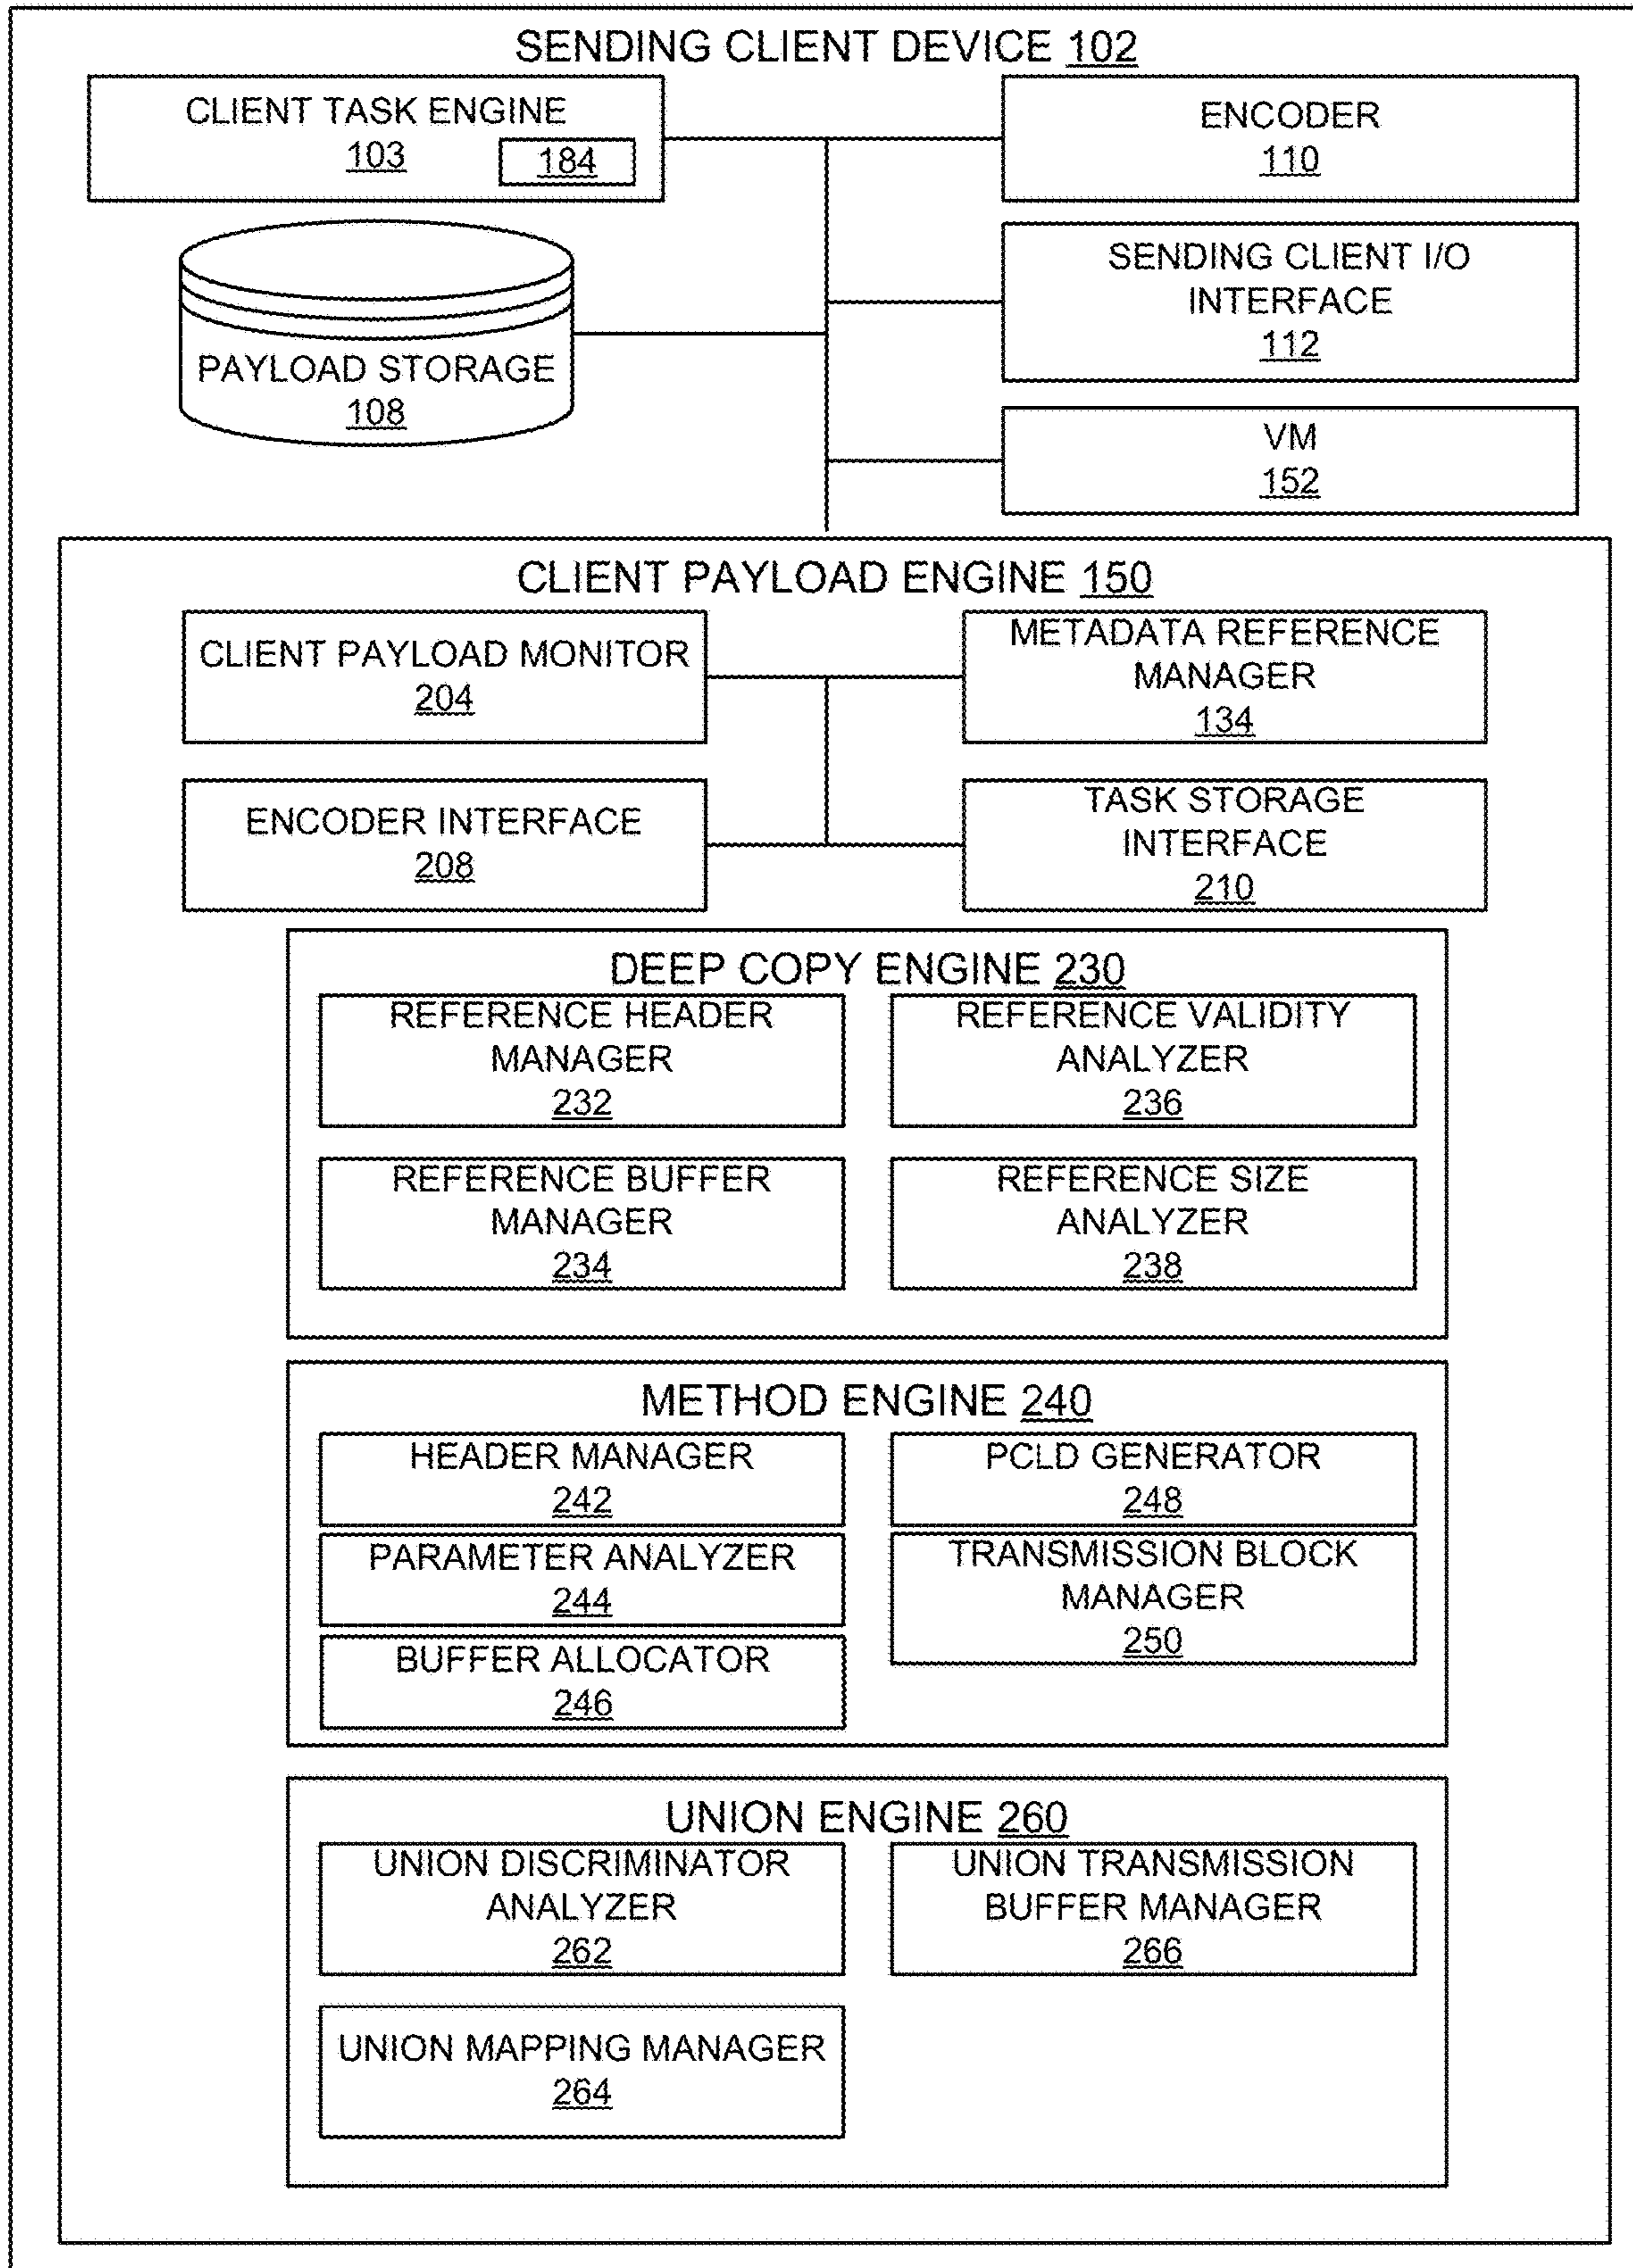 SENDING CLIENT DEVICE 102
CLIENT TASK ENGINE
103
184
ENCODER
110
SENDING CLIENT I/O
INTERFACE
112
PAYLOAD STORAGE
108
VM
152
CLIENT PAYLOAD ENGINE 150
CLIENT PAYLOAD MONITOR
204
METADATA REFERENCE
MANAGER
134
ENCODER INTERFACE
208
TASK STORAGE
INTERFACE
210
DEEP COPY ENGINE 230
REFERENCE HEADER
MANAGER
232
REFERENCE VALIDITY
ANALYZER
236
REFERENCE BUFFER
MANAGER
234
REFERENCE SIZE
ANALYZER
238
METHOD ENGINE 240
HEADER MANAGER
242
PCLD GENERATOR
248
PARAMETER ANALYZER
244
TRANSMISSION BLOCK
MANAGER
250
BUFFER ALLOCATOR
246
UNION ENGINE 260
UNION DISCRIMINATOR
ANALYZER
262
UNION TRANSMISSION
BUFFER MANAGER
266
UNION MAPPING MANAGER
264